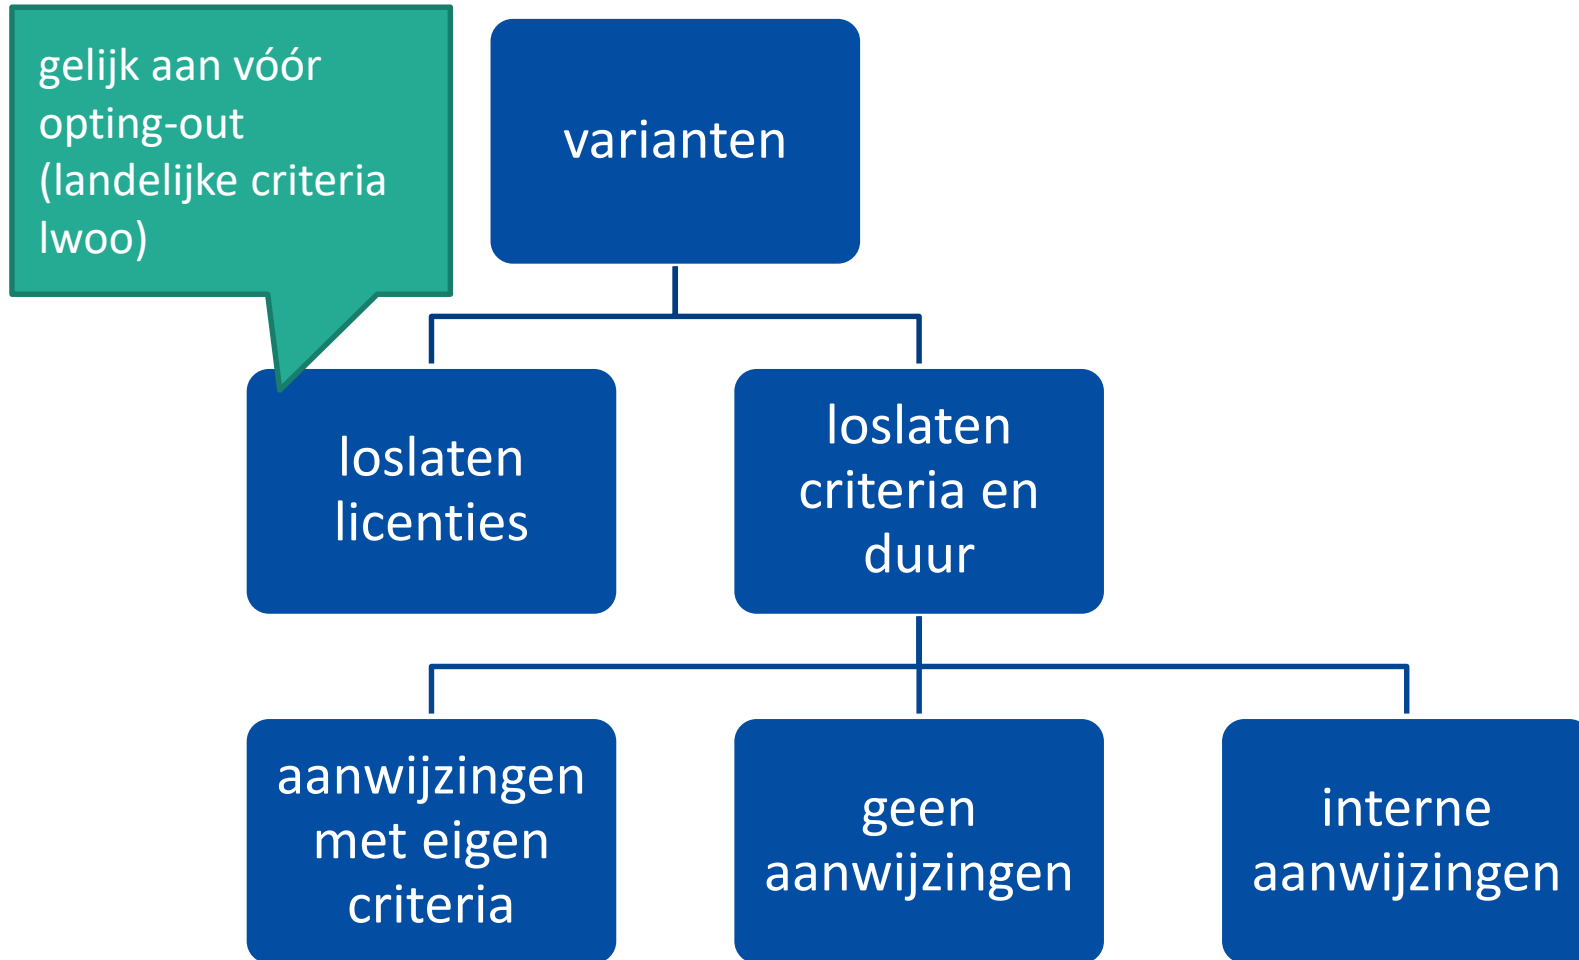 gelijk aan vóór
opting-out
(landelijke criteria
lwoo)
varianten
loslaten
licenties
loslaten
criteria en
duur
aanwijzingen
met eigen
criteria
geen
aanwijzingen
interne
aanwijzingen